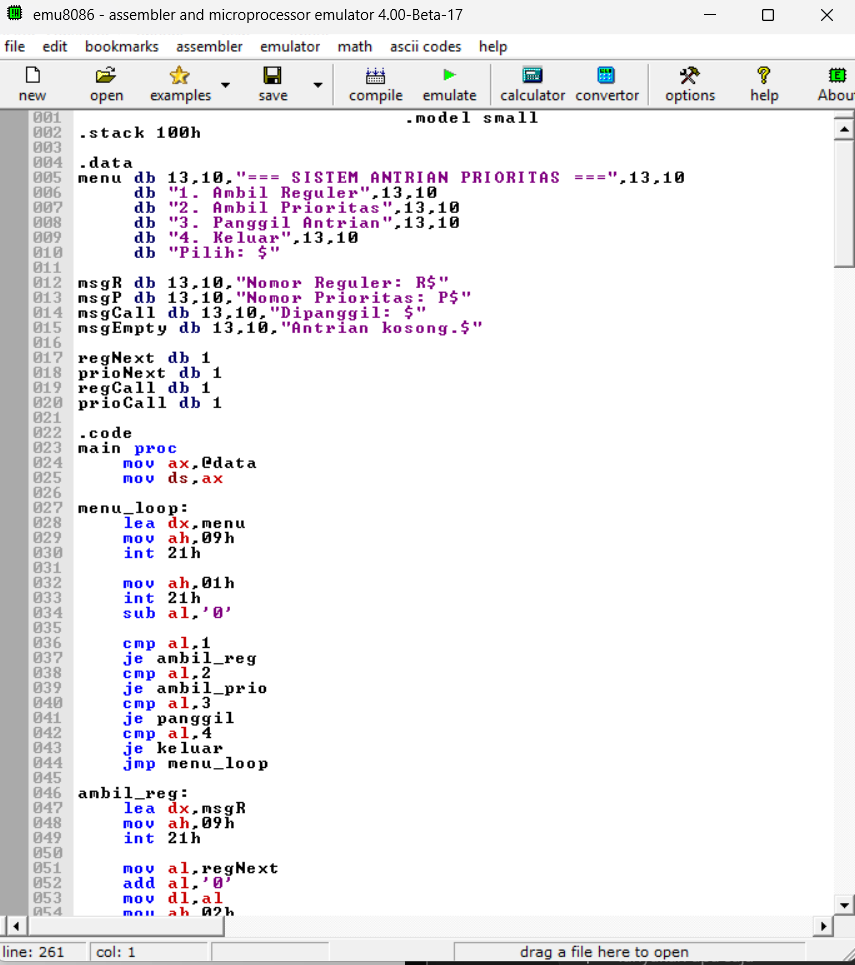 emu8086 - assembler and microprocessor emulator 4.00-Beta-17
file edit bookmarks assembler emulator math ascii codes help
new open examples save compile emulate calculator convertor options help About
001 .model small
002 .stack 100h
003
004 .data
005 menu db 13,10,"=== SISTEM ANTRIAN PRIORITAS ===",13,10
006 db "1. Ambil Reguler",13,10
007 db "2. Ambil Prioritas",13,10
008 db "3. Panggil Antrian",13,10
009 db "4. Keluar",13,10
010 db "Pilih: $"
011
012 msgR db 13,10,"Nomor Reguler: R$"
013 msgP db 13,10,"Nomor Prioritas: P$"
014 msgCall db 13,10,"Dipanggil: $"
015 msgEmpty db 13,10,"Antrian kosong.$"
016
017 regNext db 1
018 prioNext db 1
019 regCall db 1
020 prioCall db 1
021
022 .code
023 main proc
024 mov ax,@data
025 mov ds,ax
026
027 menu_loop:
028 lea dx,menu
029 mov ah,09h
030 int 21h
031
032 mov ah,01h
033 int 21h
034 sub al,'0'
035
036 cmp al,1
037 je ambil_reg
038 cmp al,2
039 je ambil_prio
040 cmp al,3
041 je panggil
042 cmp al,4
043 je keluar
044 jmp menu_loop
045
046 ambil_reg:
047 lea dx,msgR
048 mov ah,09h
049 int 21h
050
051 mov al,regNext
052 add al,'0'
053 mov dl,al
054 mov ah,02h
line: 261 col: 1 drag a file here to open